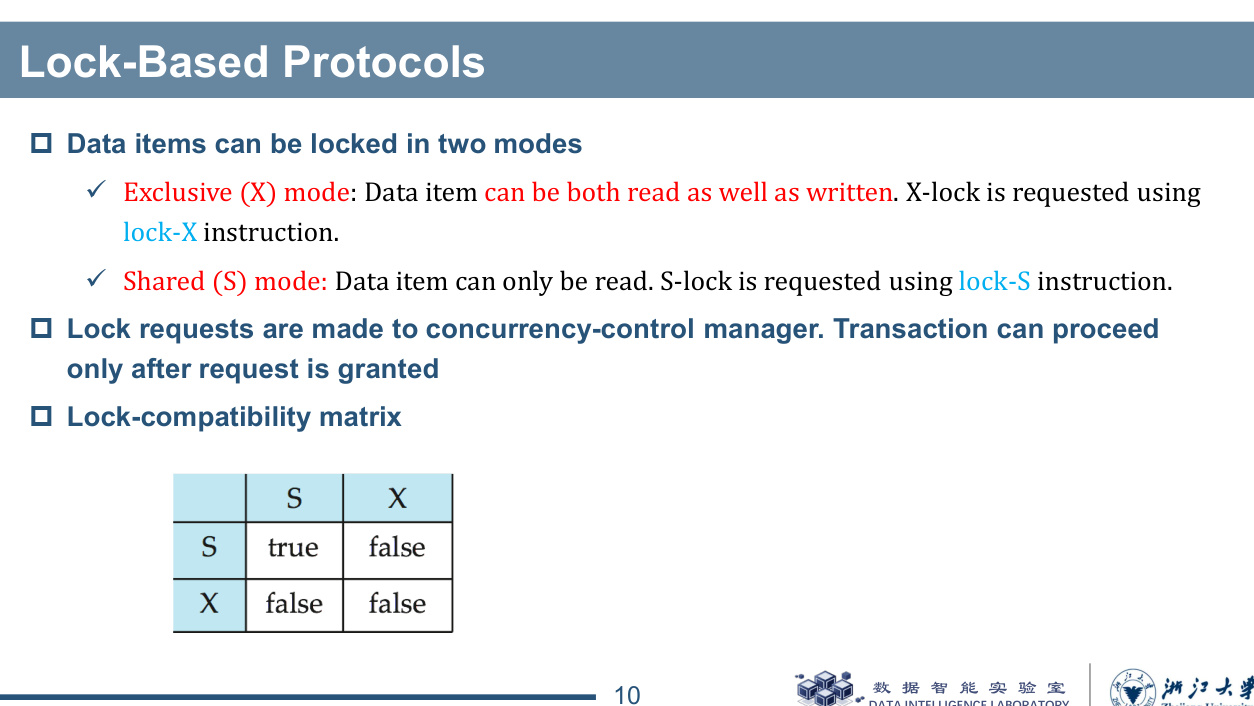 Lock-Based Protocols
Data items can be locked in two modes
Exclusive (X) mode: Data item can be both read as well as written. X-lock is requested using
lock-X instruction.
Shared (S) mode: Data item can only be read. S-lock is requested using lock-S instruction.
Lock requests are made to concurrency-control manager. Transaction can proceed
only after request is granted
Lock-compatibility matrix
S X
S true false
X false false
10
数据智能实验室
DATA INTELLIGENCE LABORATORY
浙江大学